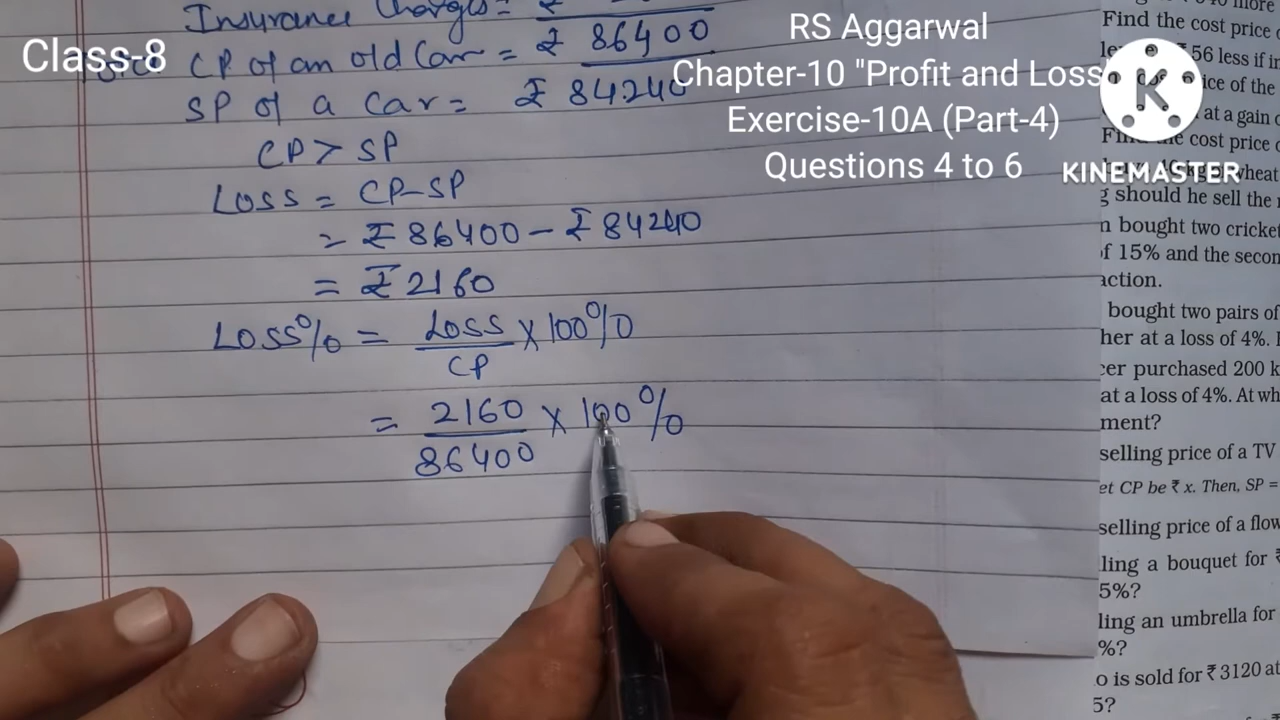 Insurance Charges = ₹
CP of an old Car = ₹ 86400
SP of a Car = ₹ 84240
CP > SP
Loss = CP - SP
= ₹ 86400 - ₹ 84240
= ₹ 2160
Loss% = Loss/CP × 100%
= 2160/86400 × 100%
Class-8
RS Aggarwal
Chapter-10 "Profit and Loss
Exercise-10A (Part-4)
Questions 4 to 6
K
KINEMASTER
more
Find the cost price
56 less if
ice of the
at a gain
cost price
wheat
should he sell the
bought two cricket
of 15% and the secon
action.
bought two pairs of
her at a loss of 4%.
cer purchased 200 k
at a loss of 4%. At wh
ment?
selling price of a TV
et CP be ₹ x. Then, SP =
selling price of a flow
ling a bouquet for ₹
5%?
ling an umbrella for
%?
o is sold for ₹ 3120 at
5?